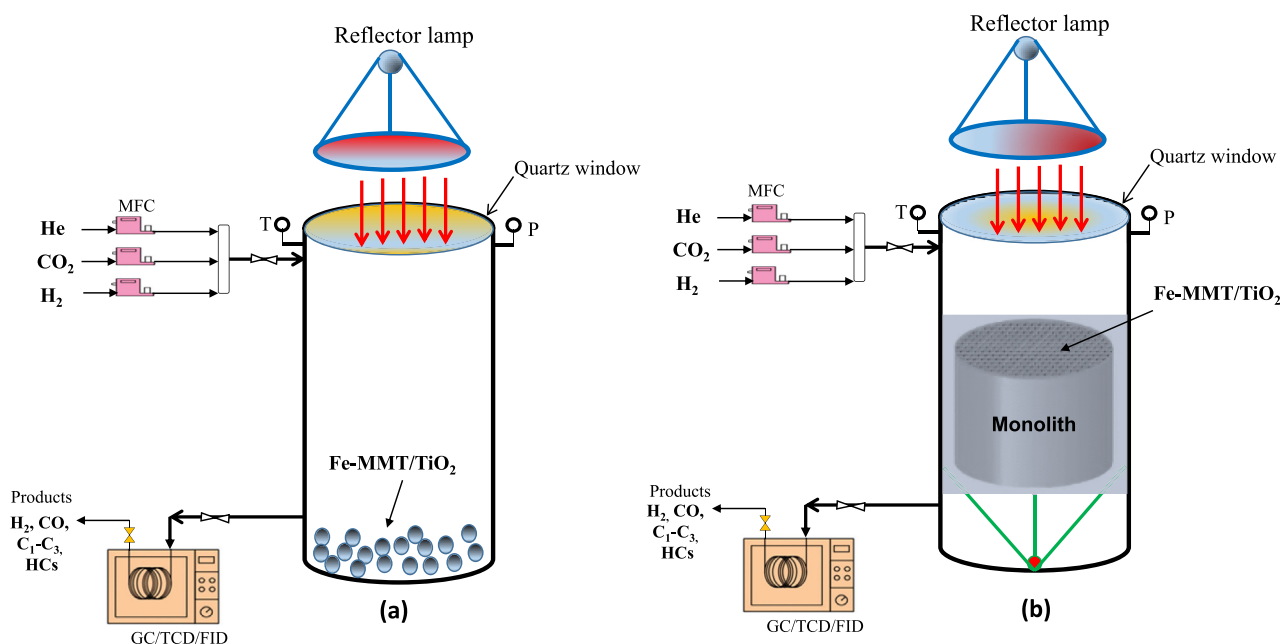 Reflector lamp
Quartz window
MFC
He
CO₂
H₂
T
P
Fe-MMT/TiO₂
Products
H₂, CO,
C₁-C₃,
HCs
GC/TCD/FID
(a)
Reflector lamp
Quartz window
MFC
He
CO₂
H₂
T
P
Fe-MMT/TiO₂
Monolith
Products
H₂, CO,
C₁-C₃,
HCs
GC/TCD/FID
(b)